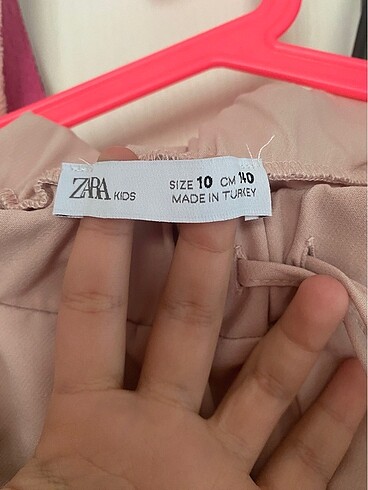 ZARA KIDS
SIZE 10 CM 140
MADE IN TURKEY